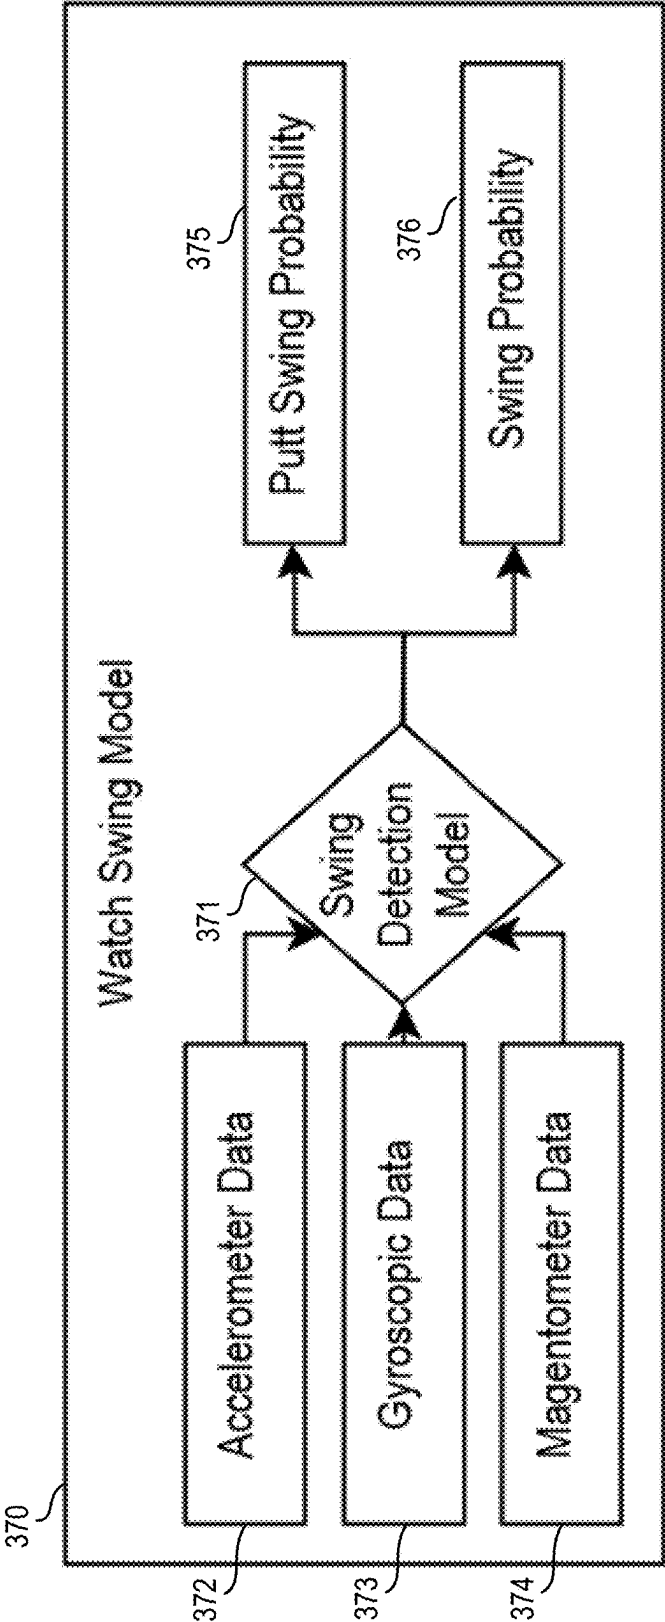 370
Watch Swing Model
372
Accelerometer Data
373
Gyroscopic Data
374
Magentometer Data
371
Swing
Detection
Model
375
Putt Swing Probability
376
Swing Probability